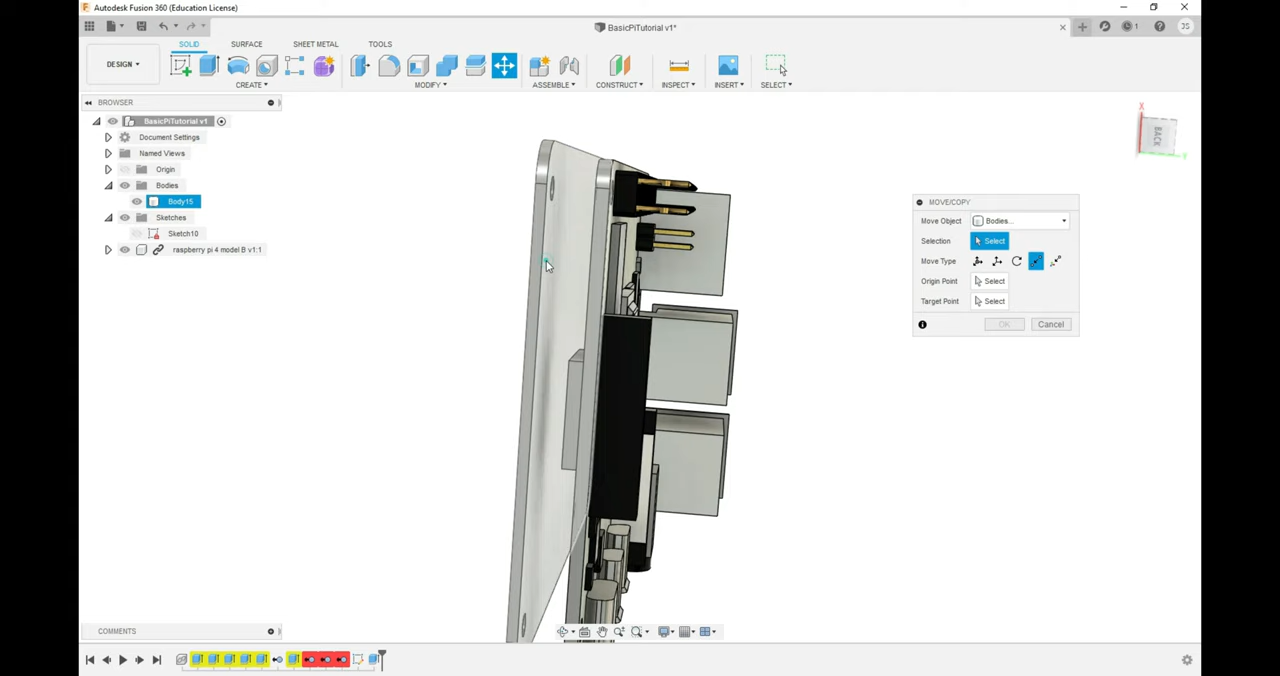 Autodesk Fusion 360 (Education License)
BasicPiTutorial v1*
1
JS
DESIGN
SOLID
SURFACE
SHEET METAL
TOOLS
CREATE
MODIFY
ASSEMBLE
CONSTRUCT
INSPECT
INSERT
SELECT
BROWSER
BasicPiTutorial v1
Document Settings
Named Views
Origin
Bodies
Body15
Sketches
Sketch10
raspberry pi 4 model B v1:1
X
BACK
Y
MOVE/COPY
Move Object
Bodies...
Selection
Select
Move Type
Origin Point
Select
Target Point
Select
OK
Cancel
COMMENTS